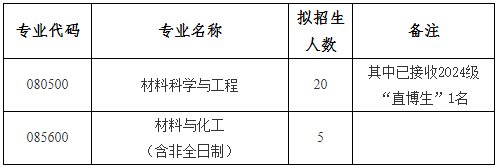 专业代码 专业名称 拟招生人数 备注
080500 材料科学与工程 20 其中已接收2024级“直博生”1名
085600 材料与化工（含非全日制） 5